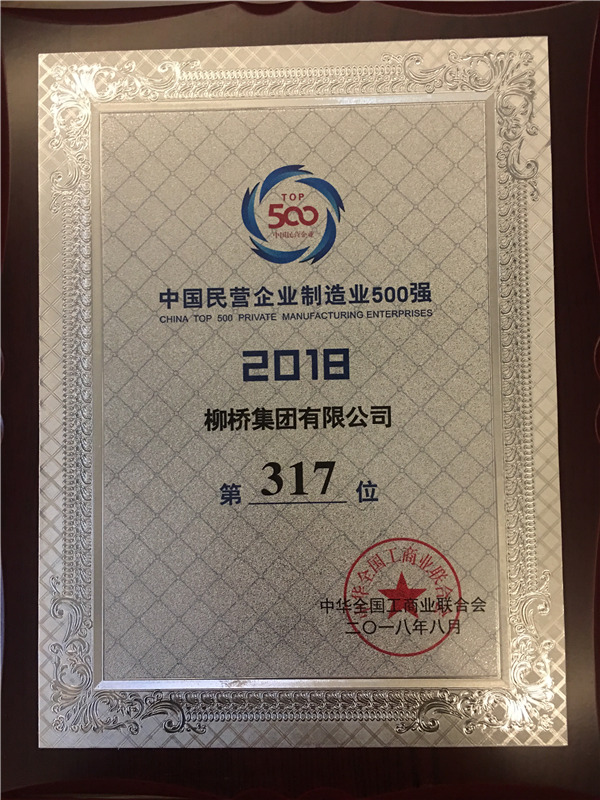 TOP
500
中国民营企业
中国民营企业制造业500强
CHINA TOP 500 PRIVATE MANUFACTURING ENTERPRISES
2018
柳桥集团有限公司
第 317 位
中华全国工商业联合会
中华全国工商业联合会
二〇一八年八月